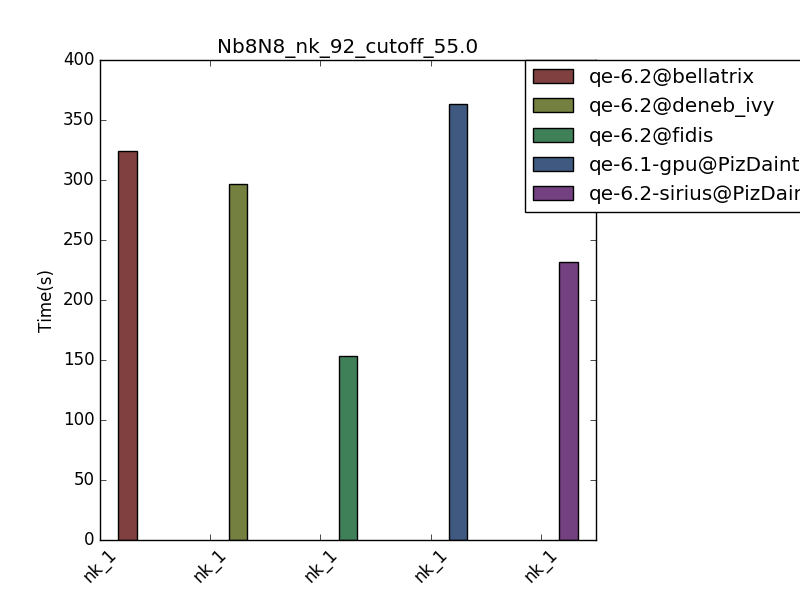 Nb8N8_nk_92_cutoff_55.0
400
350
300
250
200
150
100
50
0
Time(s)
nk_1
nk_1
nk_1
nk_1
nk_1
qe-6.2@bellatrix
qe-6.2@deneb_ivy
qe-6.2@fidis
qe-6.1-gpu@PizDaint
qe-6.2-sirius@PizDain